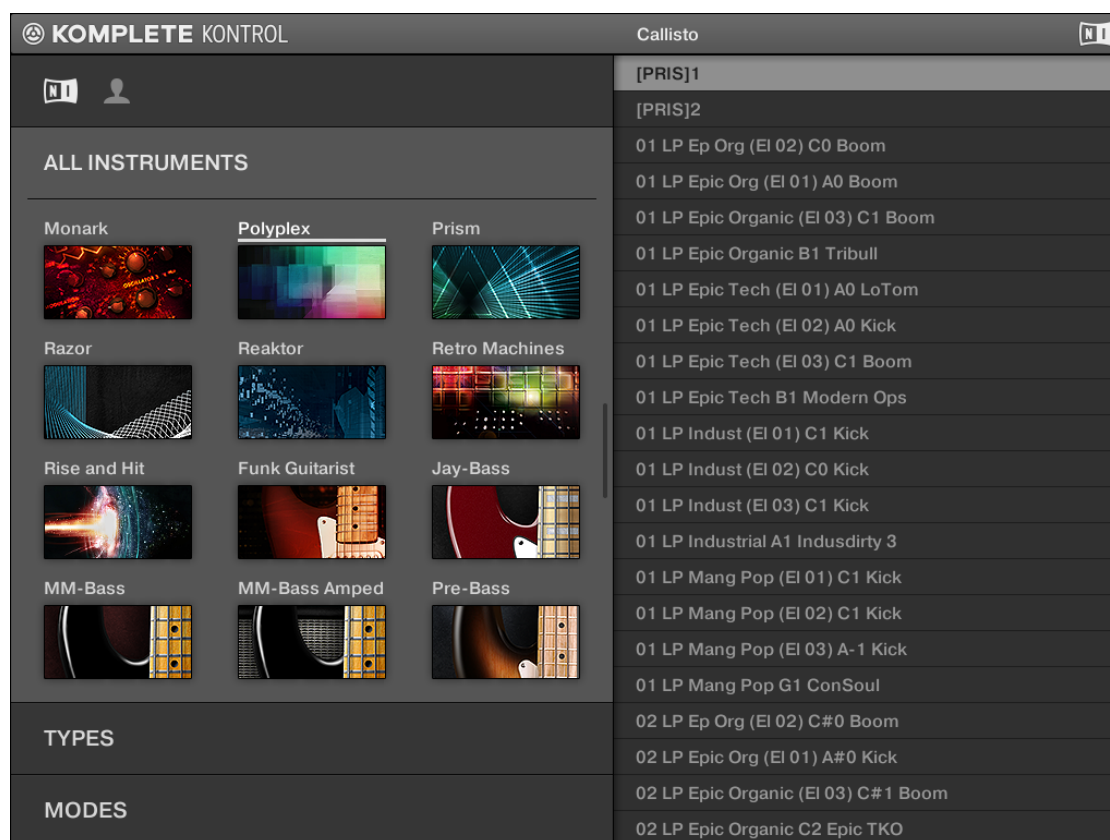 KOMPLETE KONTROL
Callisto
NI
NI
ALL INSTRUMENTS
Monark
Polyplex
Prism
OSCILLATOR 3
Razor
Reaktor
Retro Machines
Rise and Hit
Funk Guitarist
Jay-Bass
MM-Bass
MM-Bass Amped
Pre-Bass
TYPES
MODES
[PRIS]1
[PRIS]2
01 LP Ep Org (El 02) C0 Boom
01 LP Epic Org (El 01) A0 Boom
01 LP Epic Organic (El 03) C1 Boom
01 LP Epic Organic B1 Tribull
01 LP Epic Tech (El 01) A0 LoTom
01 LP Epic Tech (El 02) A0 Kick
01 LP Epic Tech (El 03) C1 Boom
01 LP Epic Tech B1 Modern Ops
01 LP Indust (El 01) C1 Kick
01 LP Indust (El 02) C0 Kick
01 LP Indust (El 03) C1 Kick
01 LP Industrial A1 Indusdirty 3
01 LP Mang Pop (El 01) C1 Kick
01 LP Mang Pop (El 02) C1 Kick
01 LP Mang Pop (El 03) A-1 Kick
01 LP Mang Pop G1 ConSoul
02 LP Ep Org (El 02) C#0 Boom
02 LP Epic Org (El 01) A#0 Kick
02 LP Epic Organic (El 03) C#1 Boom
02 LP Epic Organic C2 Epic TKO